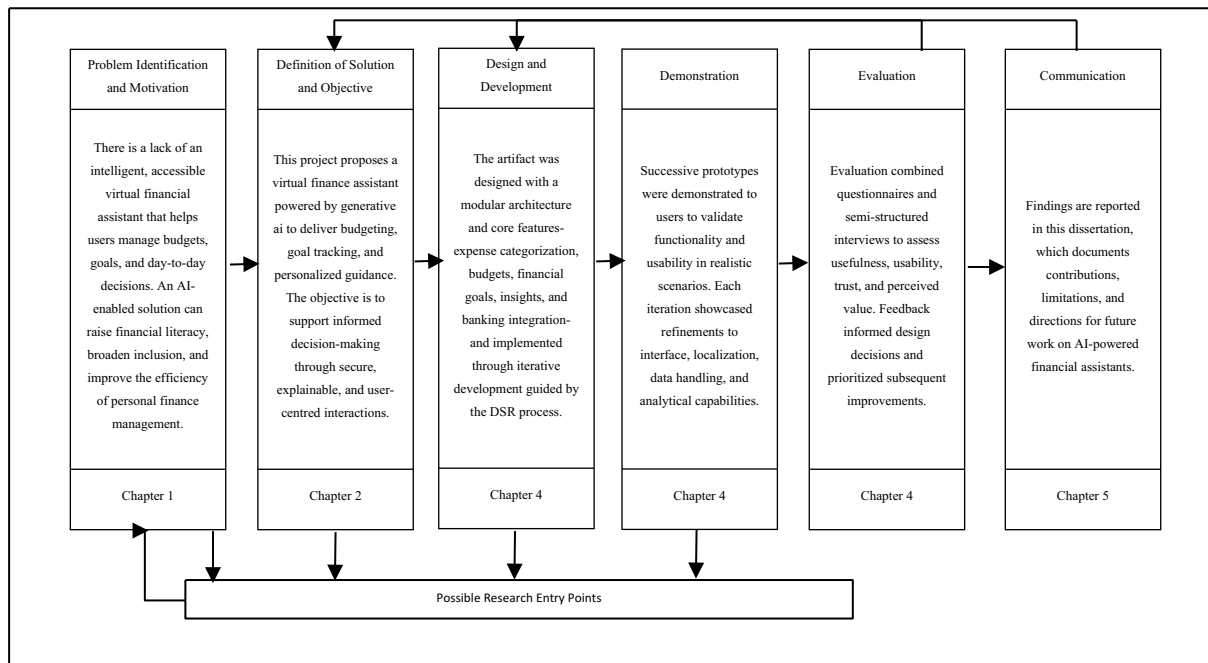 Problem Identification
and Motivation
There is a lack of an
intelligent, accessible
virtual financial
assistant that helps
users manage budgets,
goals, and day-to-day
decisions. An AI-
enabled solution can
raise financial literacy,
broaden inclusion, and
improve the efficiency
of personal finance
management.
Chapter 1
Definition of Solution
and Objective
This project proposes a
virtual finance assistant
powered by generative
ai to deliver budgeting,
goal tracking, and
personalized guidance.
The objective is to
support informed
decision-making
through secure,
explainable, and user-
centred interactions.
Chapter 2
Design and
Development
The artifact was
designed with a
modular architecture
and core features-
expense categorization,
budgets, financial
goals, insights, and
banking integration-
and implemented
through iterative
development guided by
the DSR process.
Chapter 4
Demonstration
Successive prototypes
were demonstrated to
users to validate
functionality and
usability in realistic
scenarios. Each
iteration showcased
refinements to
interface, localization,
data handling, and
analytical capabilities.
Chapter 4
Evaluation
Evaluation combined
questionnaires and
semi-structured
interviews to assess
usefulness, usability,
trust, and perceived
value. Feedback
informed design
decisions and
prioritized subsequent
improvements.
Chapter 4
Communication
Findings are reported
in this dissertation,
which documents
contributions,
limitations, and
directions for future
work on AI-powered
financial assistants.
Chapter 5
Possible Research Entry Points